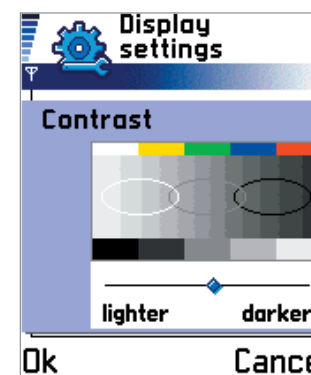 Display
settings
Contrast
lighter darker
Ok Cance